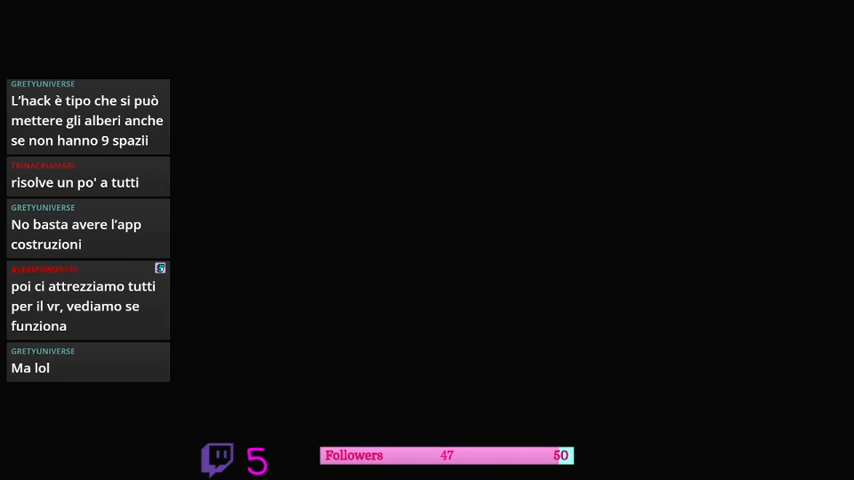 GRETYUNIVERSE
L'hack è tipo che si può
mettere gli alberi anche
se non hanno 9 spazii
TRINACRIAMARI
risolve un po' a tutti
GRETYUNIVERSE
No basta avere l'app
costruzioni
poi ci attrezziamo tutti
per il vr, vediamo se
funziona
GRETYUNIVERSE
Ma lol
5
Followers 47 50